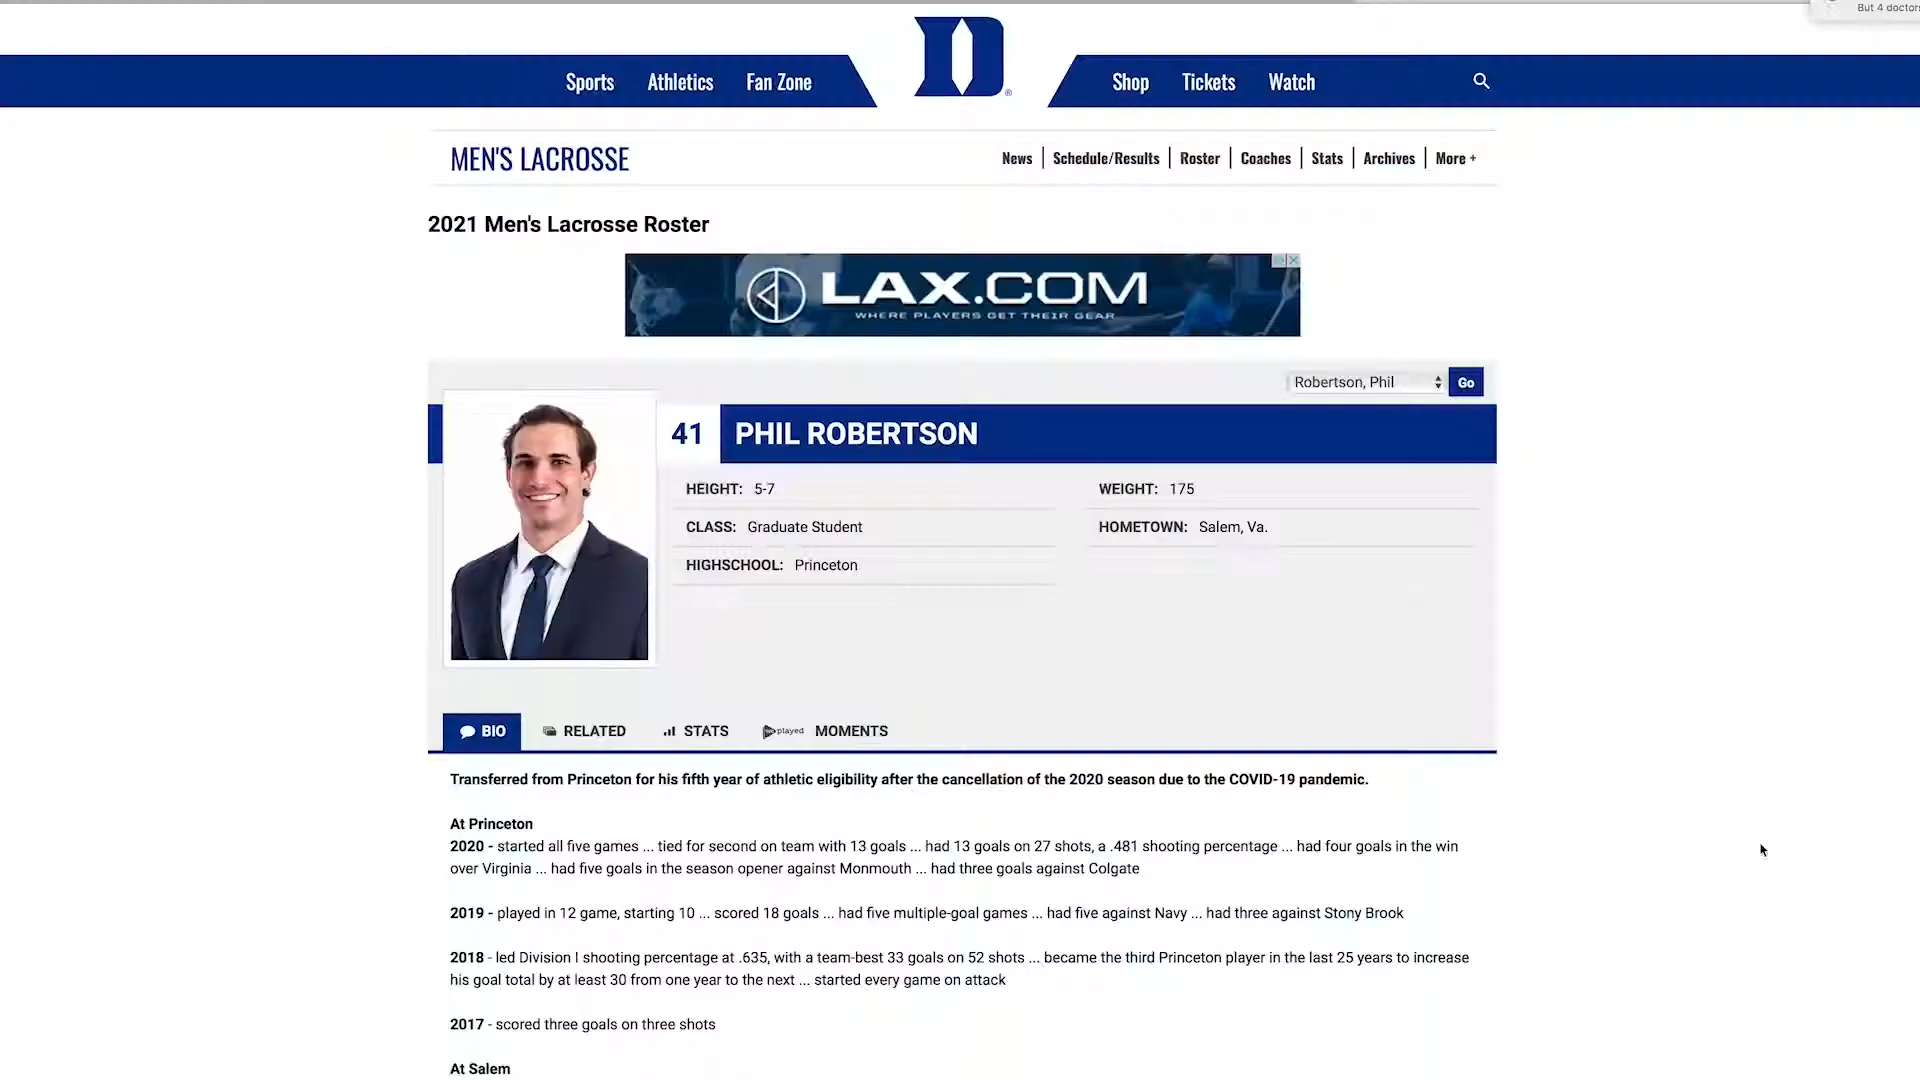 But 4 doctors
Sports Athletics Fan Zone D Shop Tickets Watch
MEN'S LACROSSE
News Schedule/Results Roster Coaches Stats Archives More +
2021 Men's Lacrosse Roster
LAX.COM
WHERE PLAYERS GET THEIR GEAR
Robertson, Phil Go
41 PHIL ROBERTSON
HEIGHT: 5-7 WEIGHT: 175
CLASS: Graduate Student HOMETOWN: Salem, Va.
HIGHSCHOOL: Princeton
BIO RELATED STATS played MOMENTS
Transferred from Princeton for his fifth year of athletic eligibility after the cancellation of the 2020 season due to the COVID-19 pandemic.
At Princeton
2020 - started all five games ... tied for second on team with 13 goals ... had 13 goals on 27 shots, a .481 shooting percentage ... had four goals in the win
over Virginia ... had five goals in the season opener against Monmouth ... had three goals against Colgate
2019 - played in 12 game, starting 10 ... scored 18 goals ... had five multiple-goal games ... had five against Navy ... had three against Stony Brook
2018 - led Division I shooting percentage at .635, with a team-best 33 goals on 52 shots ... became the third Princeton player in the last 25 years to increase
his goal total by at least 30 from one year to the next ... started every game on attack
2017 - scored three goals on three shots
At Salem